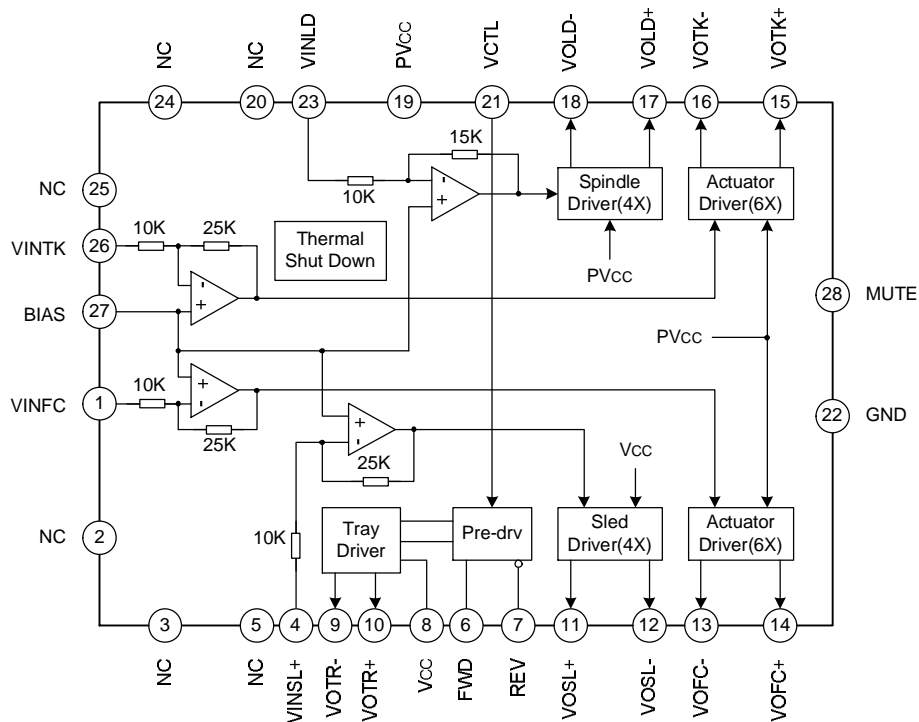 NC
NC
VINLD
PVCC
VCTL
VOLD-
VOLD+
VOTK-
VOTK+
24
20
23
19
21
18
17
16
15
15K
10K
-
+
Spindle
Driver(4X)
Actuator
Driver(6X)
NC
25
VINTK
26
10K
25K
Thermal
Shut Down
PVCC
-
+
BIAS
27
28
MUTE
PVCC
VINFC
1
10K
+
-
25K
22
GND
+
-
25K
VCC
NC
2
10K
Tray
Driver
Pre-drv
Sled
Driver(4X)
Actuator
Driver(6X)
3
5
4
9
10
8
6
7
11
12
13
14
NC
NC
VINSL+
VOTR-
VOTR+
VCC
FWD
REV
VOSL+
VOSL-
VOFC-
VOFC+